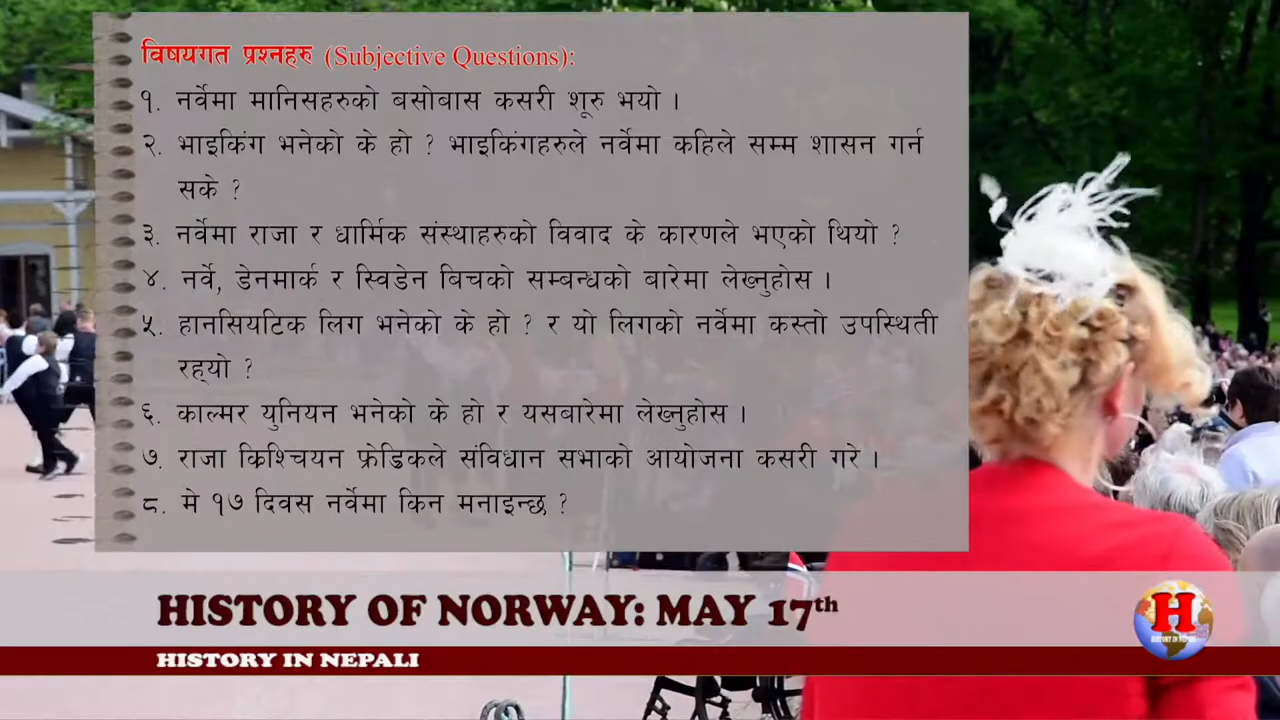 विषयगत प्रश्नहरु (Subjective Questions):
१. नर्वेमा मानिसहरुको बसोबास कसरी शूरु भयो ।
२. भाइकिंग भनेको के हो ? भाइकिंगहरुले नर्वेमा कहिले सम्म शासन गर्न
सके ?
३. नर्वेमा राजा र धार्मिक संस्थाहरुको विवाद के कारणले भएको थियो ?
४. नर्वे, डेनमार्क र स्विडेन बिचको सम्बन्धको बारेमा लेख्नुहोस ।
५. हानसियटिक लिग भनेको के हो ? र यो लिगको नर्वेमा कस्तो उपस्थिती
रह्यो ?
६. काल्मर युनियन भनेको के हो र यसबारेमा लेख्नुहोस ।
७. राजा क्रिश्चियन फ्रेड्रिकले संविधान सभाको आयोजना कसरी गरे ।
८. मे १७ दिवस नर्वेमा किन मनाइन्छ ?
HISTORY OF NORWAY: MAY 17th
HISTORY IN NEPALI
H
HISTORY IN NEPALI